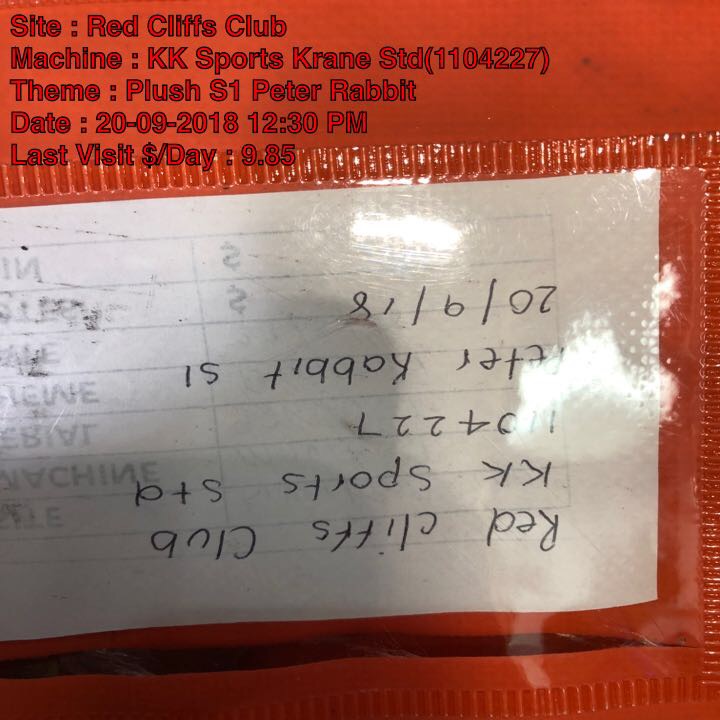 Site : Red Cliffs Club
Machine : KK Sports Krane Std(1104227)
Theme : Plush S1 Peter Rabbit
Date : 20-09-2018 12:30 PM
Last Visit $/Day : 9.85
Red cliffs Club
KK Sports Std
1104227
Peter Rabbit S1
20/9/18
MACHINE
$
$